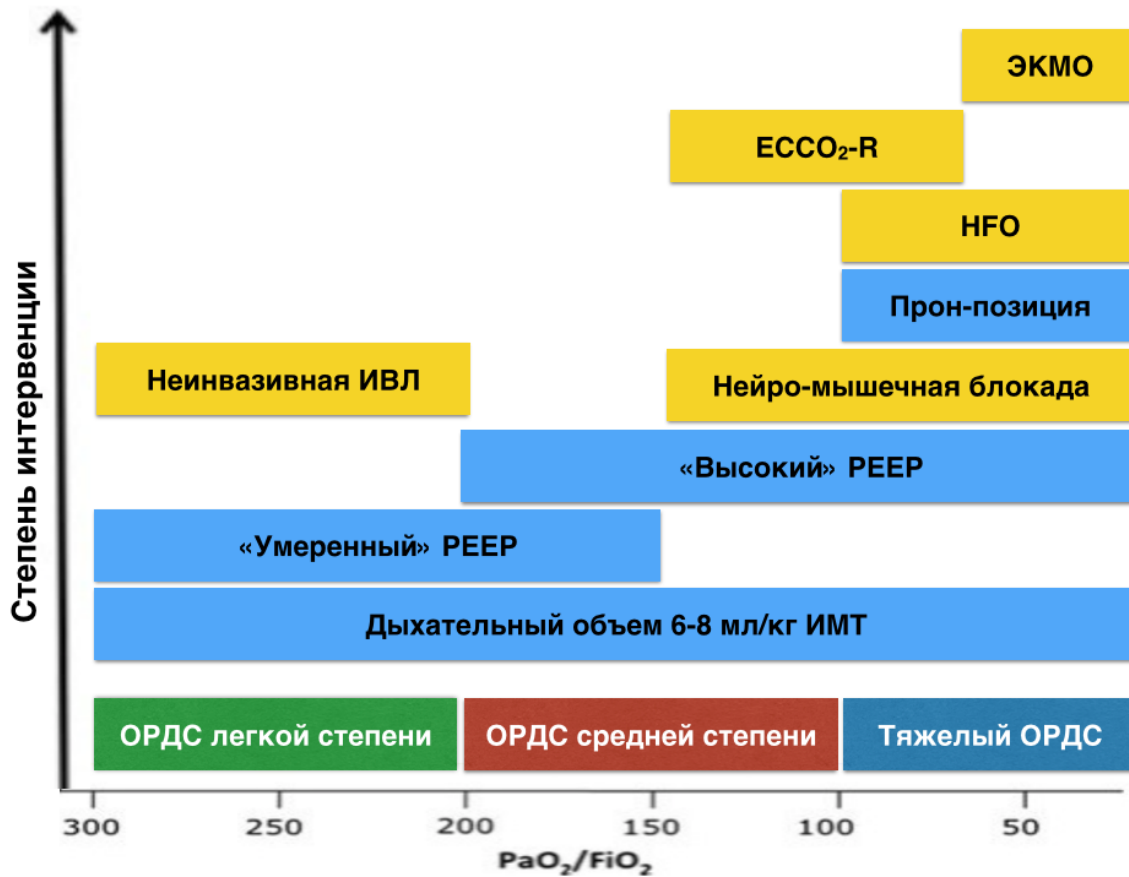 ЭКМО
ECCO₂-R
HFO
Прон-позиция
Неинвазивная ИВЛ
Нейро-мышечная блокада
«Высокий» PEEP
«Умеренный» PEEP
Дыхательный объем 6-8 мл/кг ИМТ
ОРДС легкой степени
ОРДС средней степени
Тяжелый ОРДС
Степень интервенции
300 250 200 150 100 50
PaO₂/FiO₂